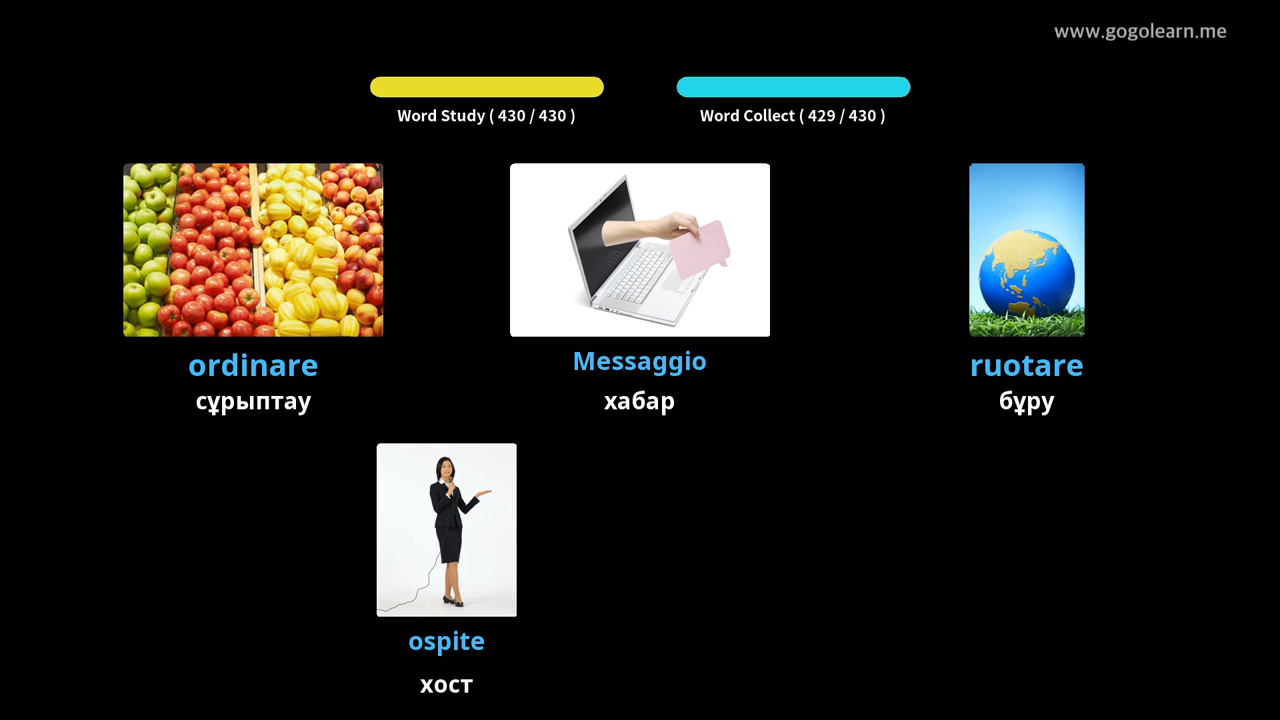 www.gogolearn.me
Word Study ( 430 / 430 )
Word Collect ( 429 / 430 )
ordinare
Messaggio
ruotare
сұрыптау
хабар
бұру
ospite
хост